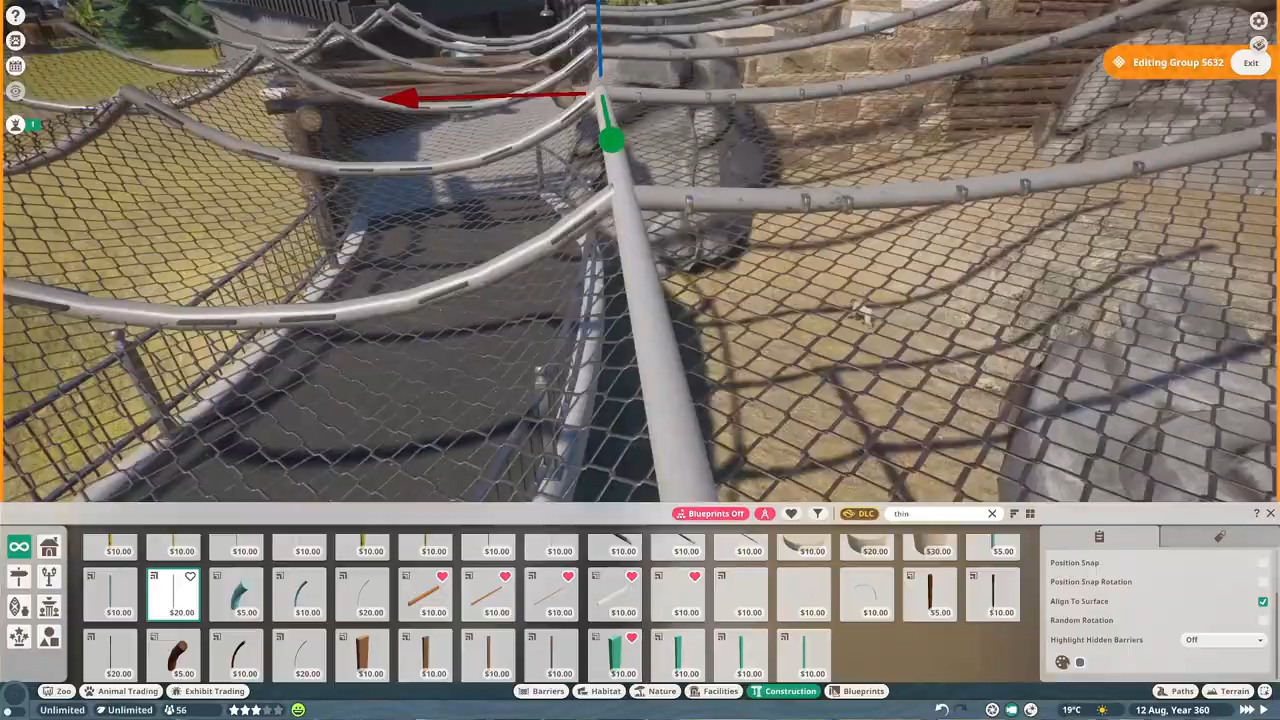 ?
Editing Group 5632
Exit
1
Blueprints Off
DLC
thin
? ×
$10.00 $10.00 $10.00 $10.00 $10.00 $10.00 $10.00 $10.00 $10.00 $10.00 $10.00 $10.00 $20.00 $30.00 $5.00
$10.00 $20.00 $5.00 $10.00 $20.00 $10.00 $10.00 $10.00 $10.00 $10.00 $10.00 $10.00 $10.00 $5.00 $10.00
$20.00 $5.00 $10.00 $20.00 $10.00 $10.00 $10.00 $10.00 $10.00 $10.00 $10.00 $10.00
Position Snap
Position Snap Rotation
Align To Surface
Random Rotation
Highlight Hidden Barriers Off
Zoo Animal Trading Exhibit Trading Barriers Habitat Nature Facilities Construction Blueprints Paths Terrain
Unlimited Unlimited 56 19°C 12 Aug, Year 360